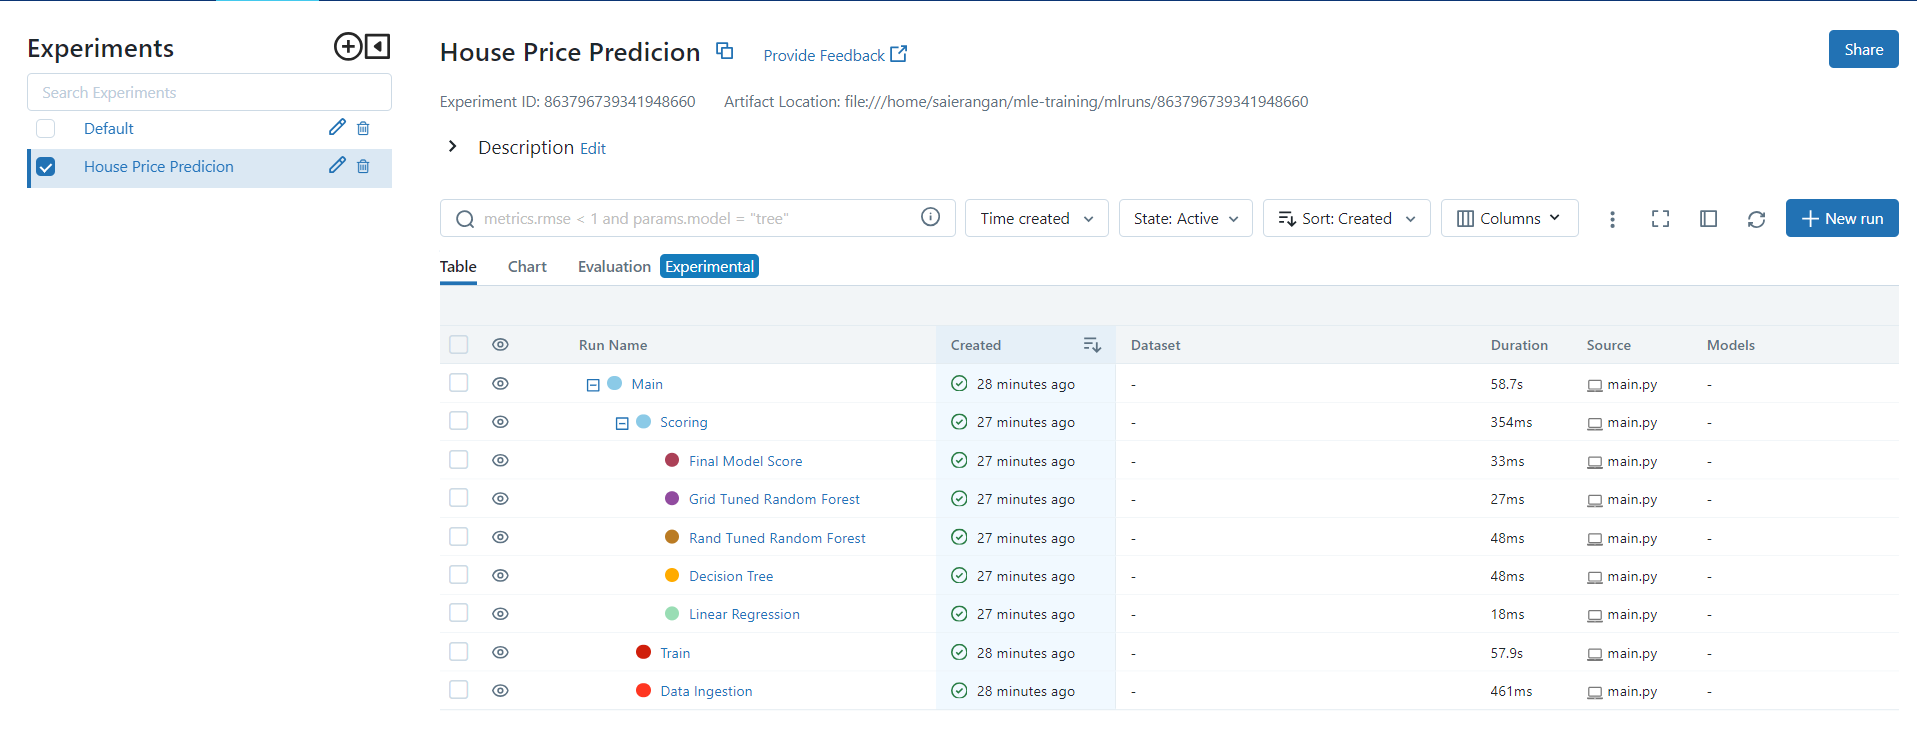 Experiments
Search Experiments
Default
House Price Predicion
House Price Predicion Provide Feedback Share
Experiment ID: 863796739341948660 Artifact Location: file:///home/saierangan/mle-training/mlruns/863796739341948660
Description Edit
metrics.rmse < 1 and params.model = "tree" Time created State: Active Sort: Created Columns New run
Table Chart Evaluation Experimental
Run Name Created Dataset Duration Source Models
Main 28 minutes ago - 58.7s main.py -
Scoring 27 minutes ago - 354ms main.py -
Final Model Score 27 minutes ago - 33ms main.py -
Grid Tuned Random Forest 27 minutes ago - 27ms main.py -
Rand Tuned Random Forest 27 minutes ago - 48ms main.py -
Decision Tree 27 minutes ago - 48ms main.py -
Linear Regression 27 minutes ago - 18ms main.py -
Train 28 minutes ago - 57.9s main.py -
Data Ingestion 28 minutes ago - 461ms main.py -